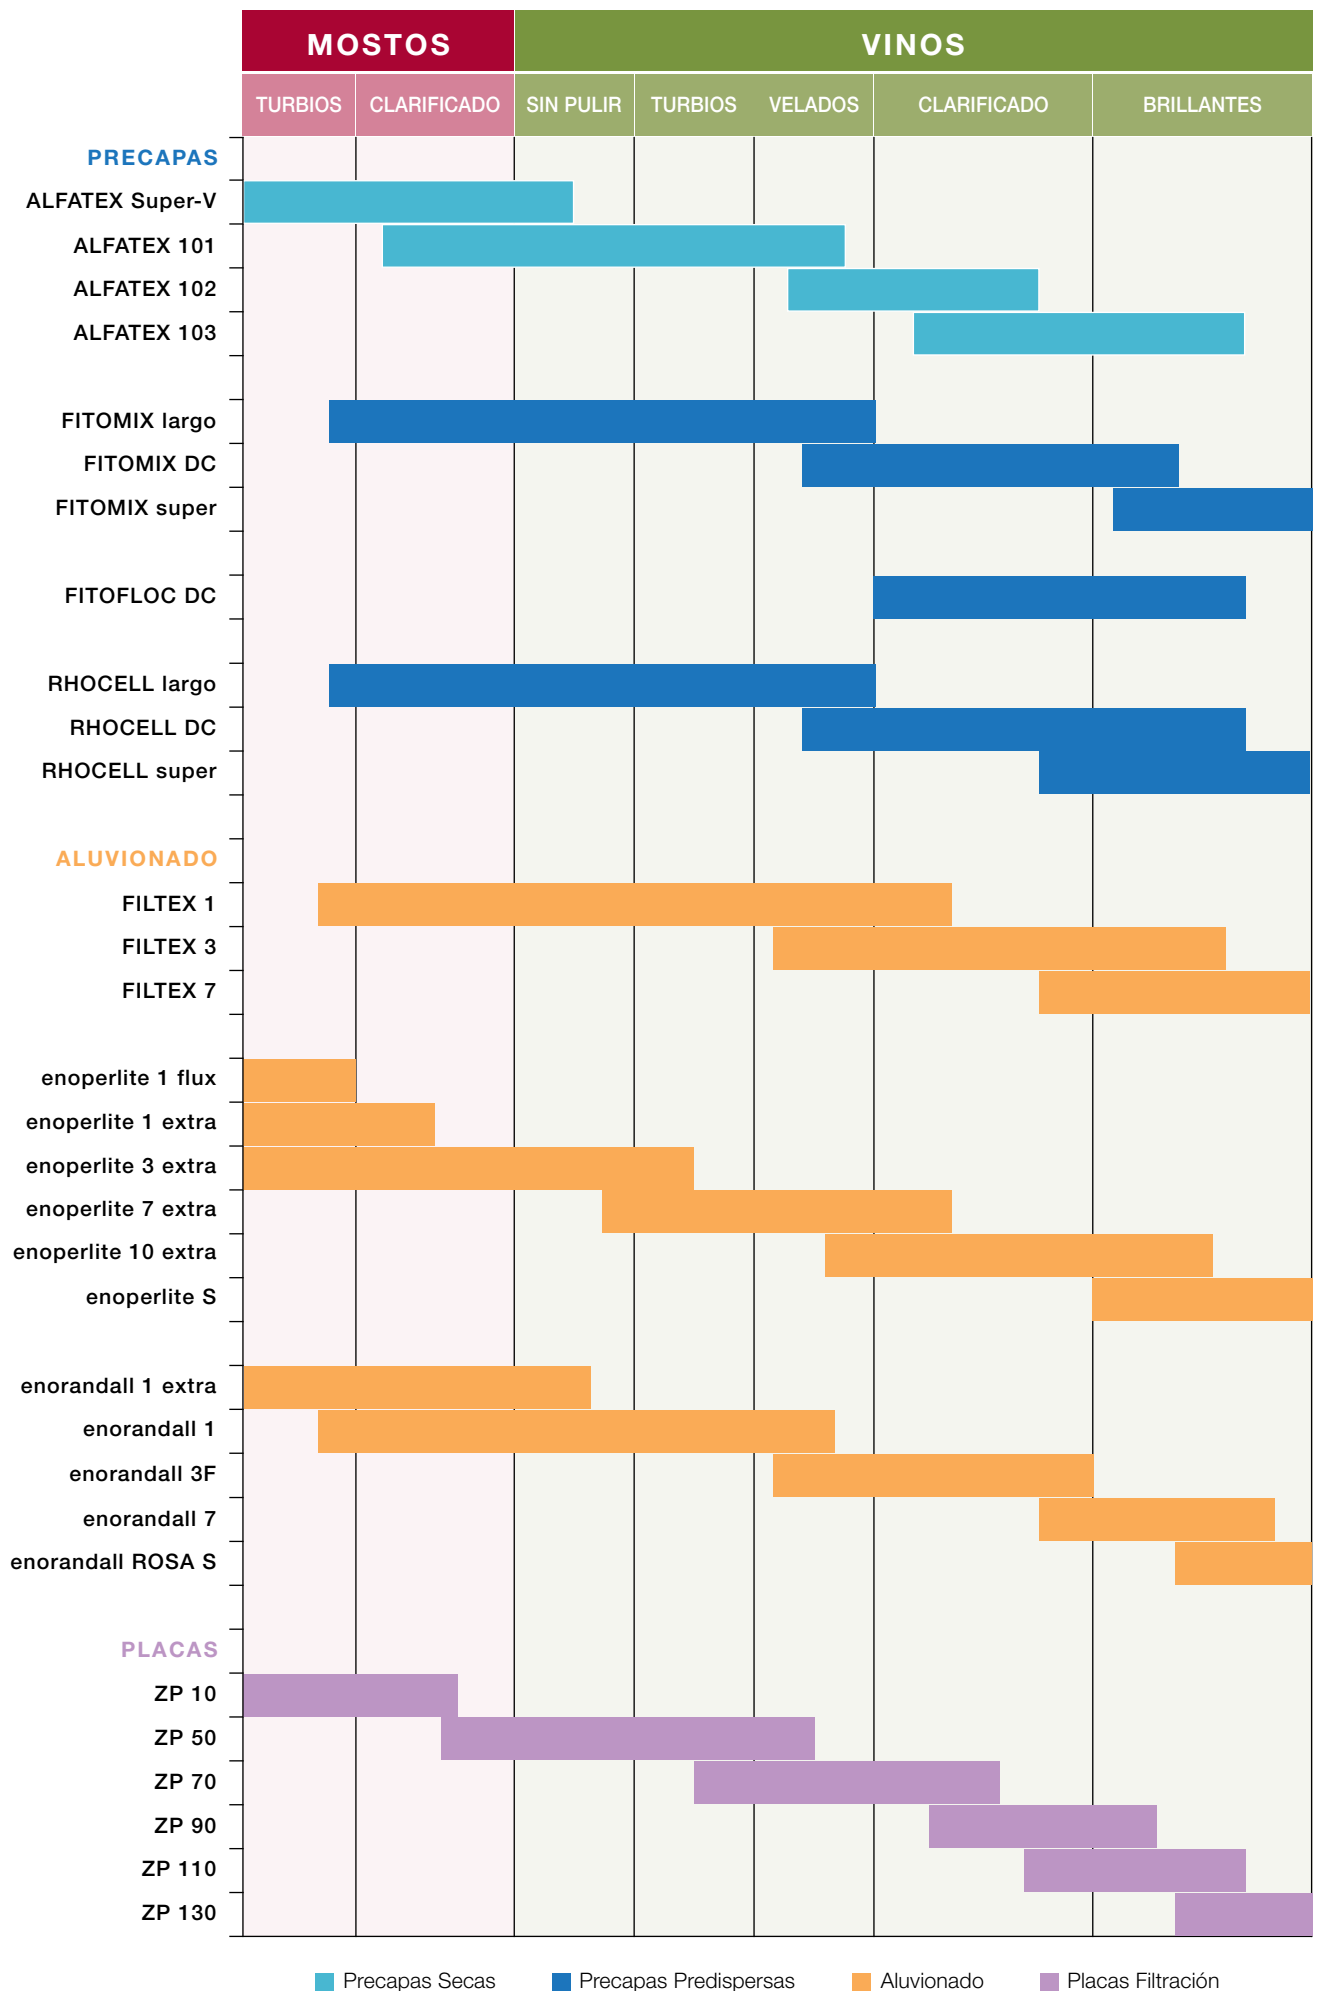 MOSTOS VINOS
TURBIOS CLARIFICADO SIN PULIR TURBIOS VELADOS CLARIFICADO BRILLANTES
PRECAPAS
ALFATEX Super-V
ALFATEX 101
ALFATEX 102
ALFATEX 103
FITOMIX largo
FITOMIX DC
FITOMIX super
FITOFLOC DC
RHOCELL largo
RHOCELL DC
RHOCELL super
ALUVIONADO
FILTEX 1
FILTEX 3
FILTEX 7
enoperlite 1 flux
enoperlite 1 extra
enoperlite 3 extra
enoperlite 7 extra
enoperlite 10 extra
enoperlite S
enorandall 1 extra
enorandall 1
enorandall 3F
enorandall 7
enorandall ROSA S
PLACAS
ZP 10
ZP 50
ZP 70
ZP 90
ZP 110
ZP 130
Precapas Secas Precapas Predispersas Aluvionado Placas Filtración